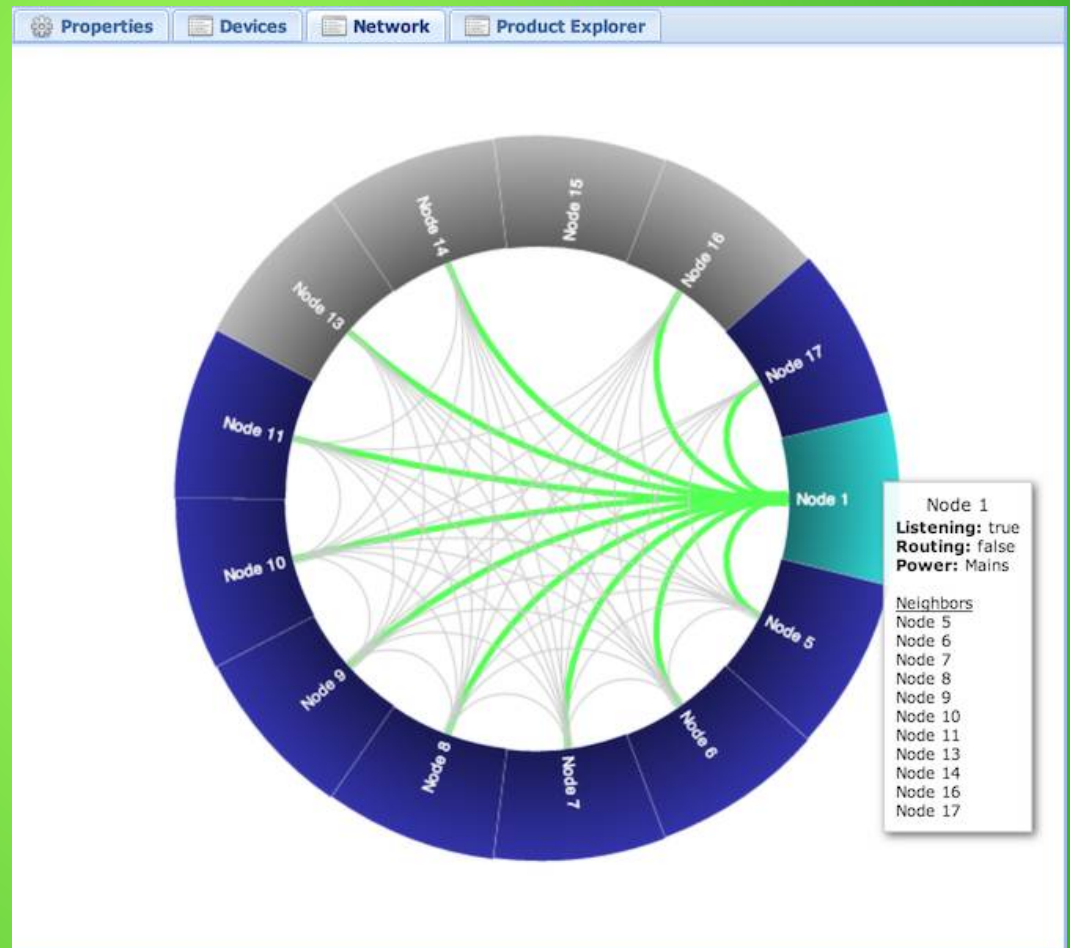 Properties
Devices
Network
Product Explorer
Node 15
Node 14
Node 16
Node 13
Node 17
Node 11
Node 1
Node 10
Node 5
Node 9
Node 6
Node 8
Node 7
Node 1
Listening: true
Routing: false
Power: Mains
Neighbors
Node 5
Node 6
Node 7
Node 8
Node 9
Node 10
Node 11
Node 13
Node 14
Node 16
Node 17